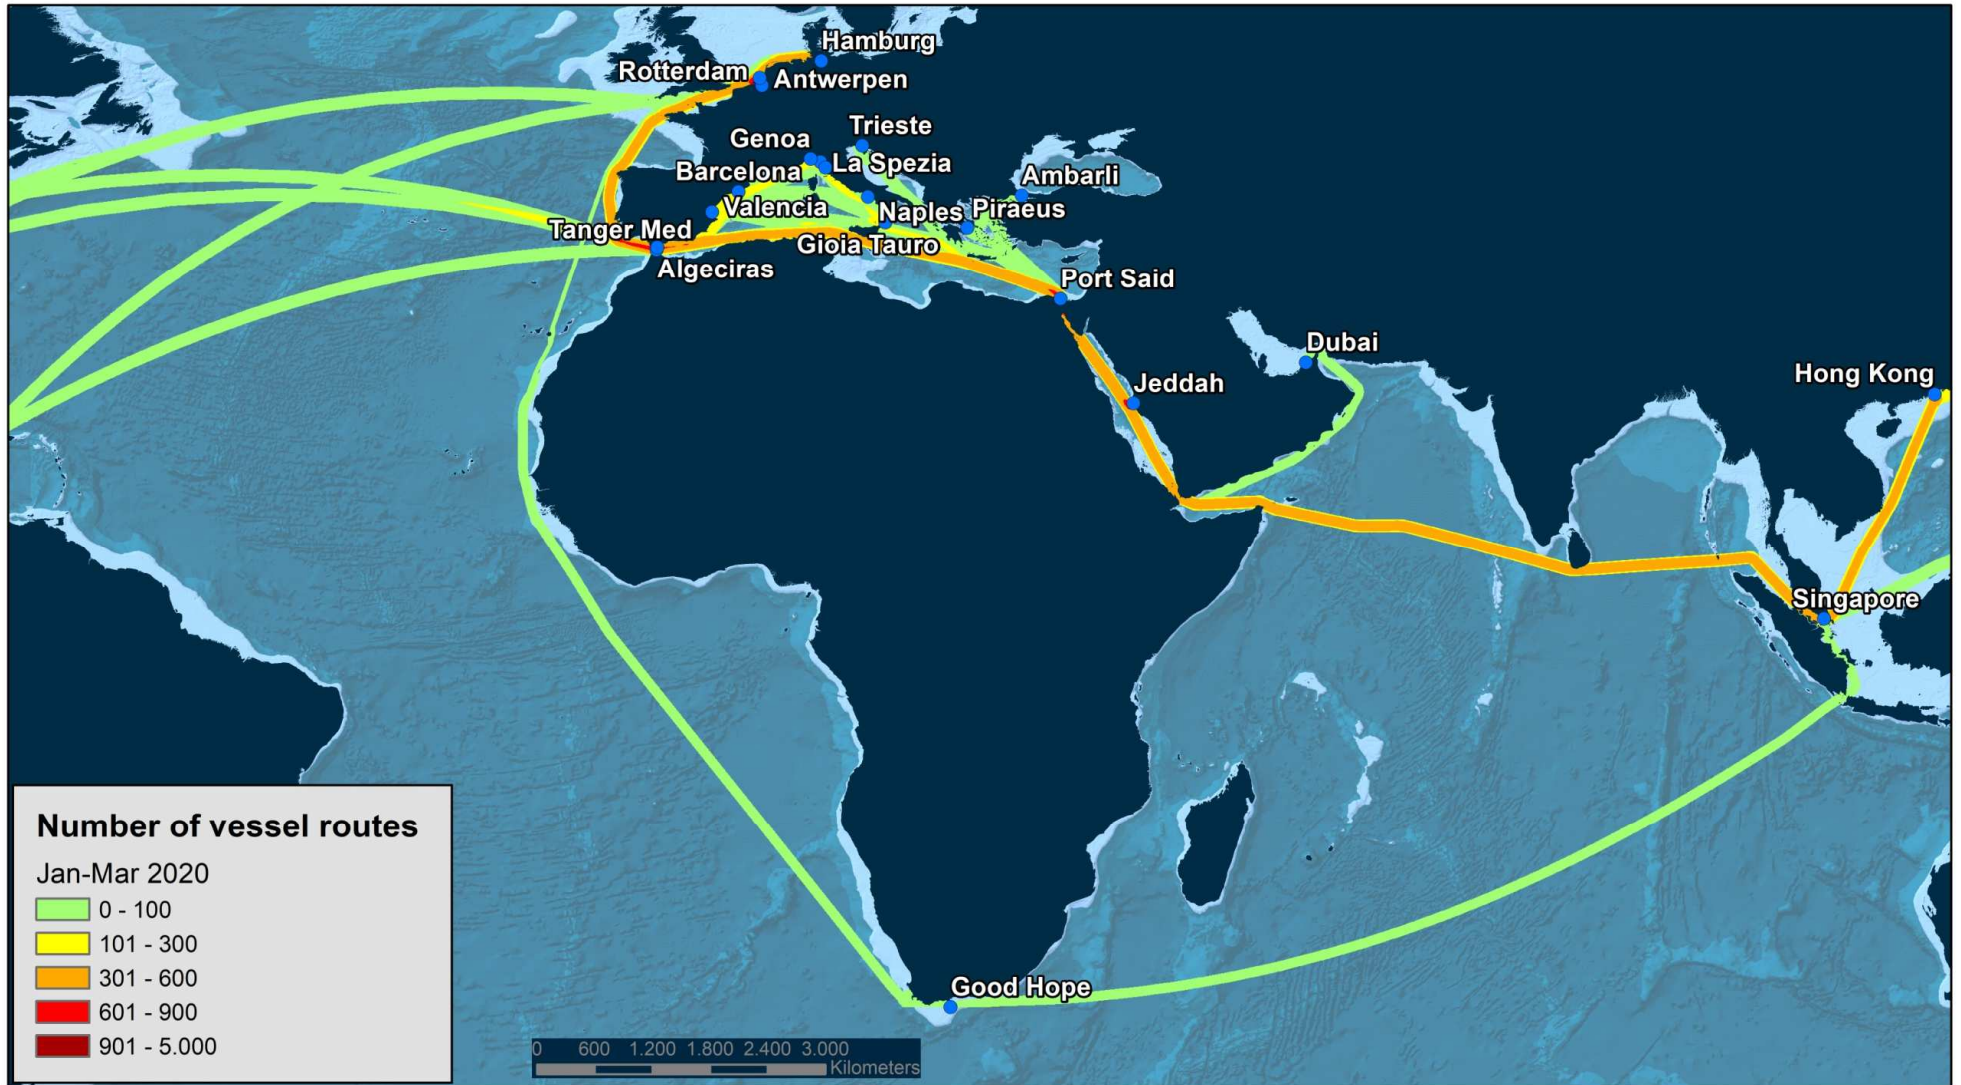 Hamburg
Rotterdam
Antwerpen
Trieste
Genoa
La Spezia
Barcelona
Ambarli
Valencia
Naples
Piraeus
Tanger Med
Gioia Tauro
Algeciras
Port Said
Dubai
Jeddah
Hong Kong
Singapore
Good Hope
Number of vessel routes
Jan-Mar 2020
0 - 100
101 - 300
301 - 600
601 - 900
901 - 5.000
0 600 1.200 1.800 2.400 3.000
Kilometers